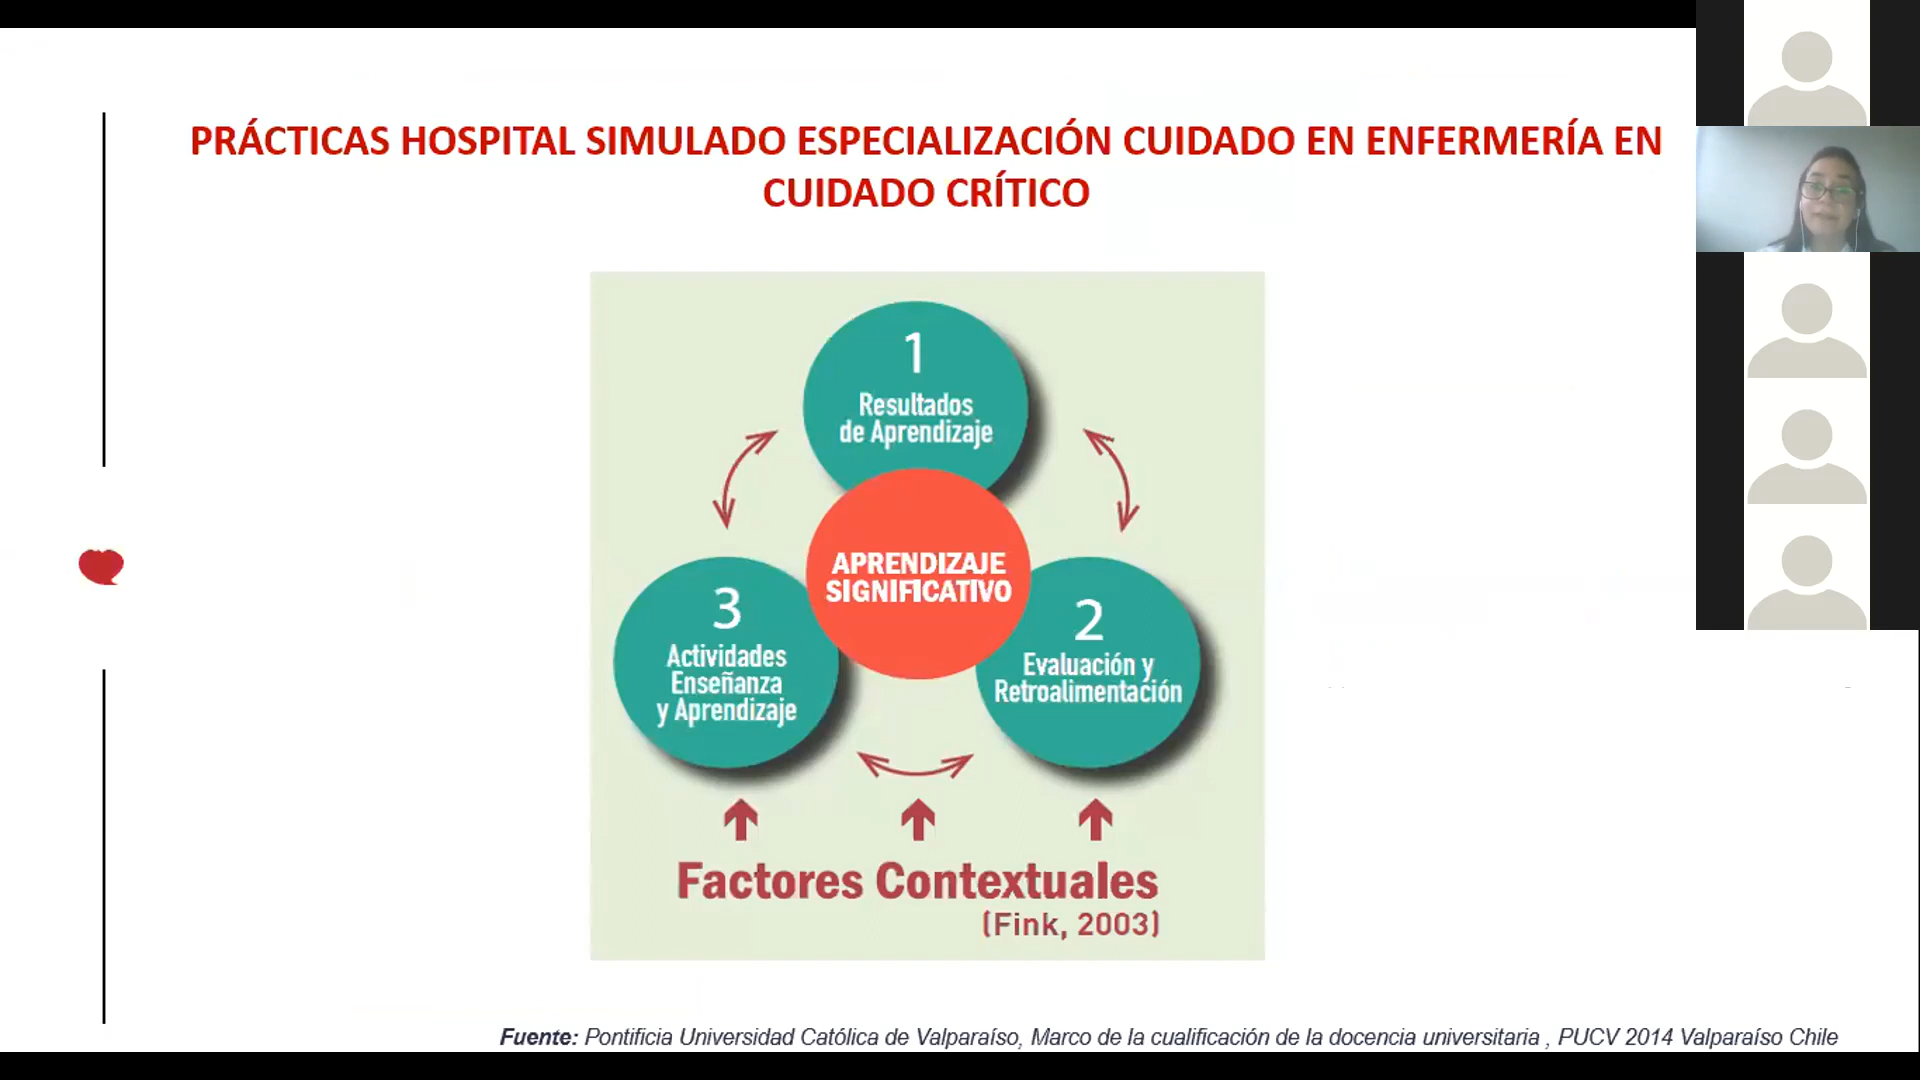 PRÁCTICAS HOSPITAL SIMULADO ESPECIALIZACIÓN CUIDADO EN ENFERMERÍA EN
CUIDADO CRÍTICO
1
Resultados
de Aprendizaje
APRENDIZAJE
SIGNIFICATIVO
3
Actividades
Enseñanza
y Aprendizaje
2
Evaluación y
Retroalimentación
Factores Contextuales
(Fink, 2003)
Fuente: Pontificia Universidad Católica de Valparaíso, Marco de la cualificación de la docencia universitaria , PUCV 2014 Valparaíso Chile